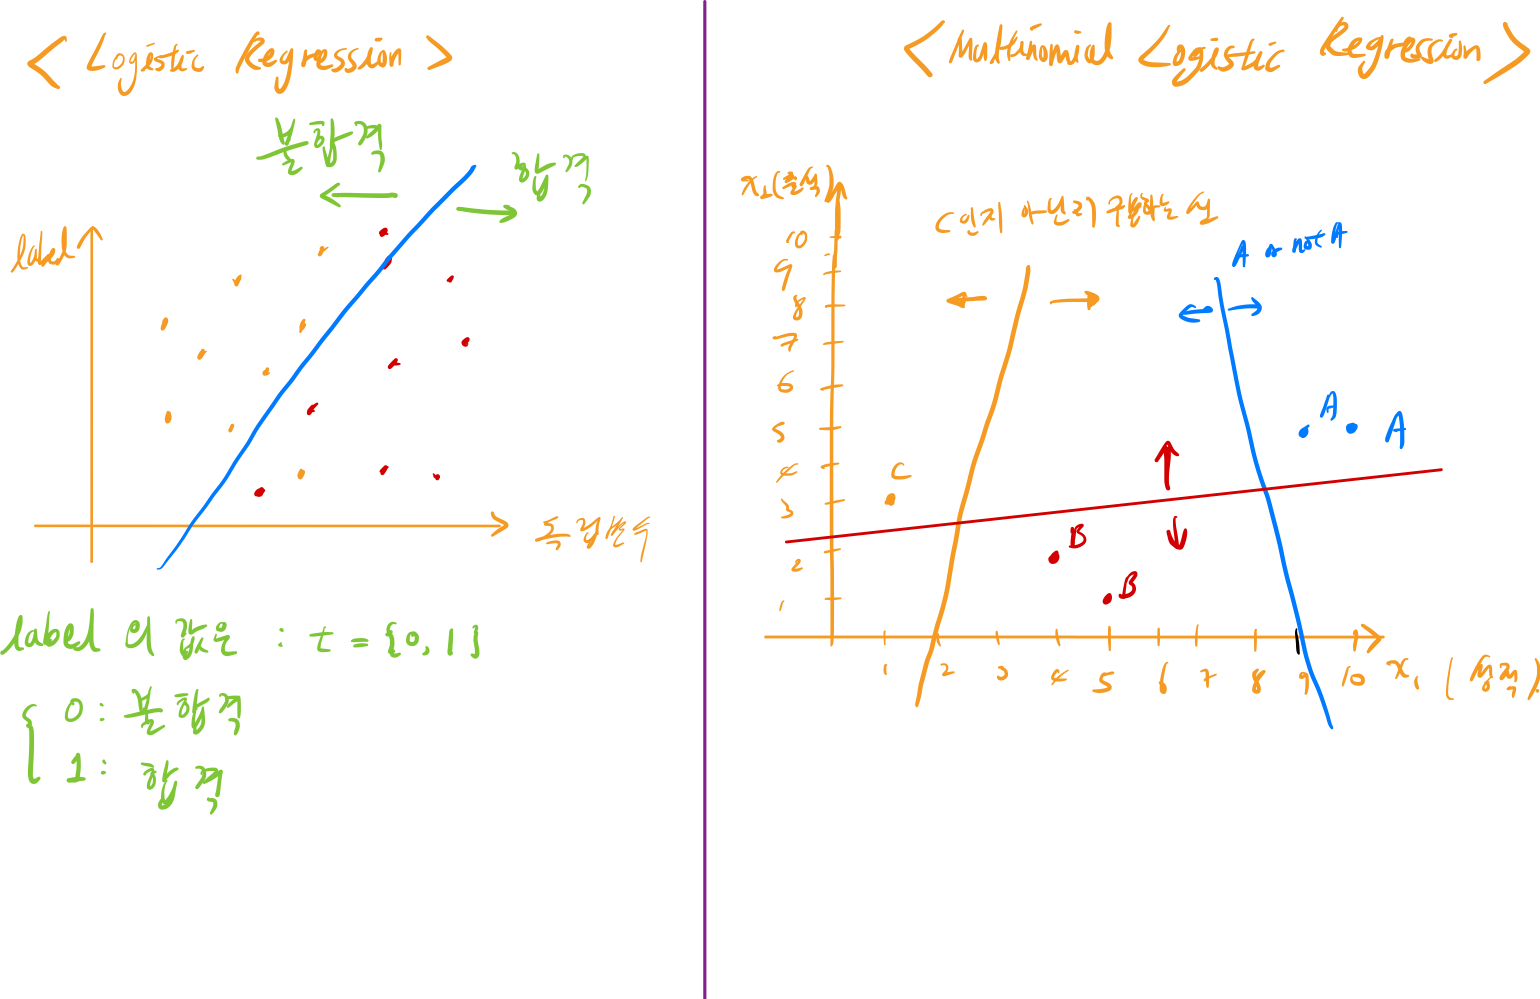 < Logistic Regression >
불합격
합격
label
독립변수
label 의 값은 : t = {0, 1}
0 : 불합격
1 : 합격
< Multinomial Logistic Regression >
x₂ (출석)
C인지 아닌지 구분하는 선
A or not A
10
9
8
7
6
5
4
3
2
1
A
A
C
B
B
1 2 3 4 5 6 7 8 9 10 x₁ (성적)